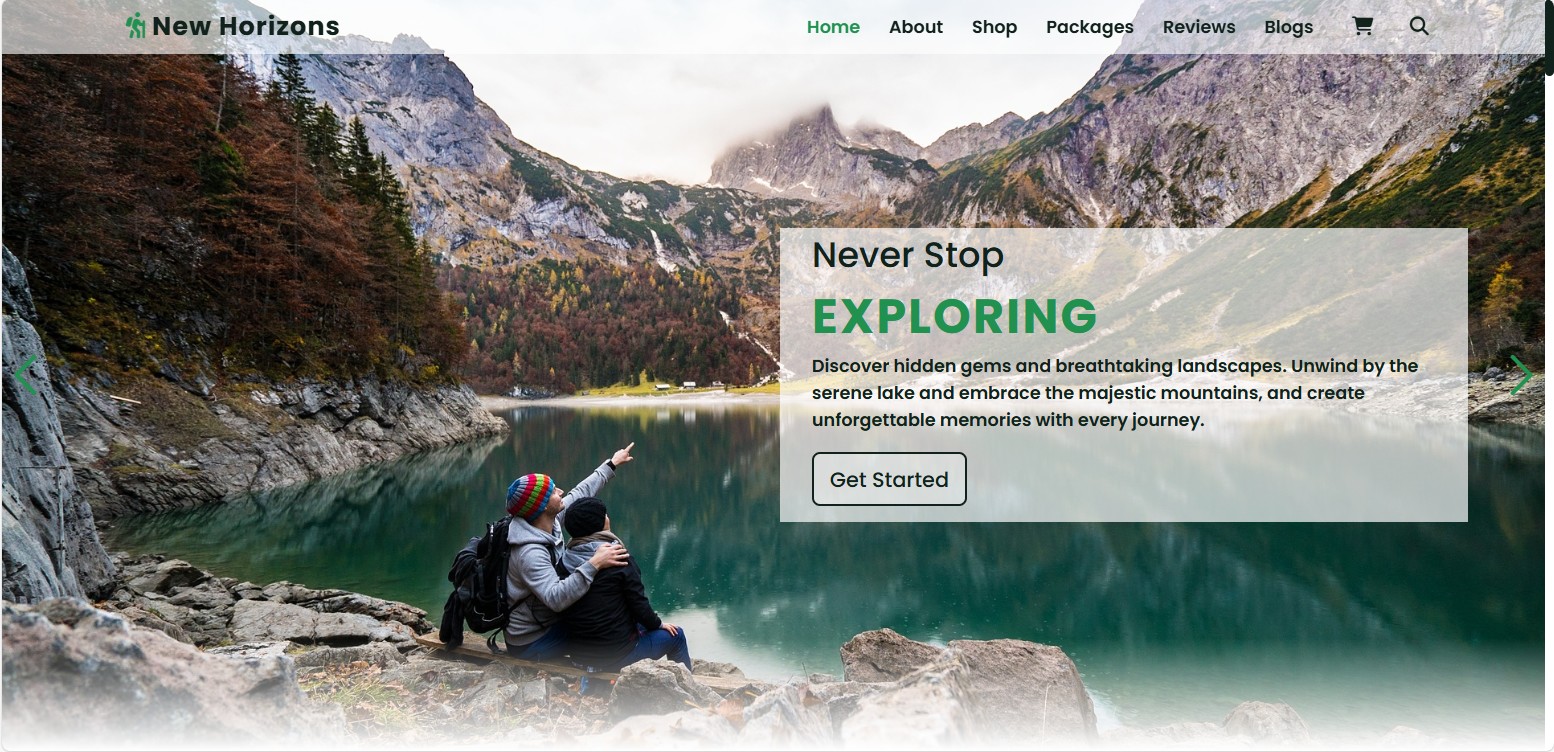 New Horizons
Home About Shop Packages Reviews Blogs
Never Stop
EXPLORING
Discover hidden gems and breathtaking landscapes. Unwind by the
serene lake and embrace the majestic mountains, and create
unforgettable memories with every journey.
Get Started